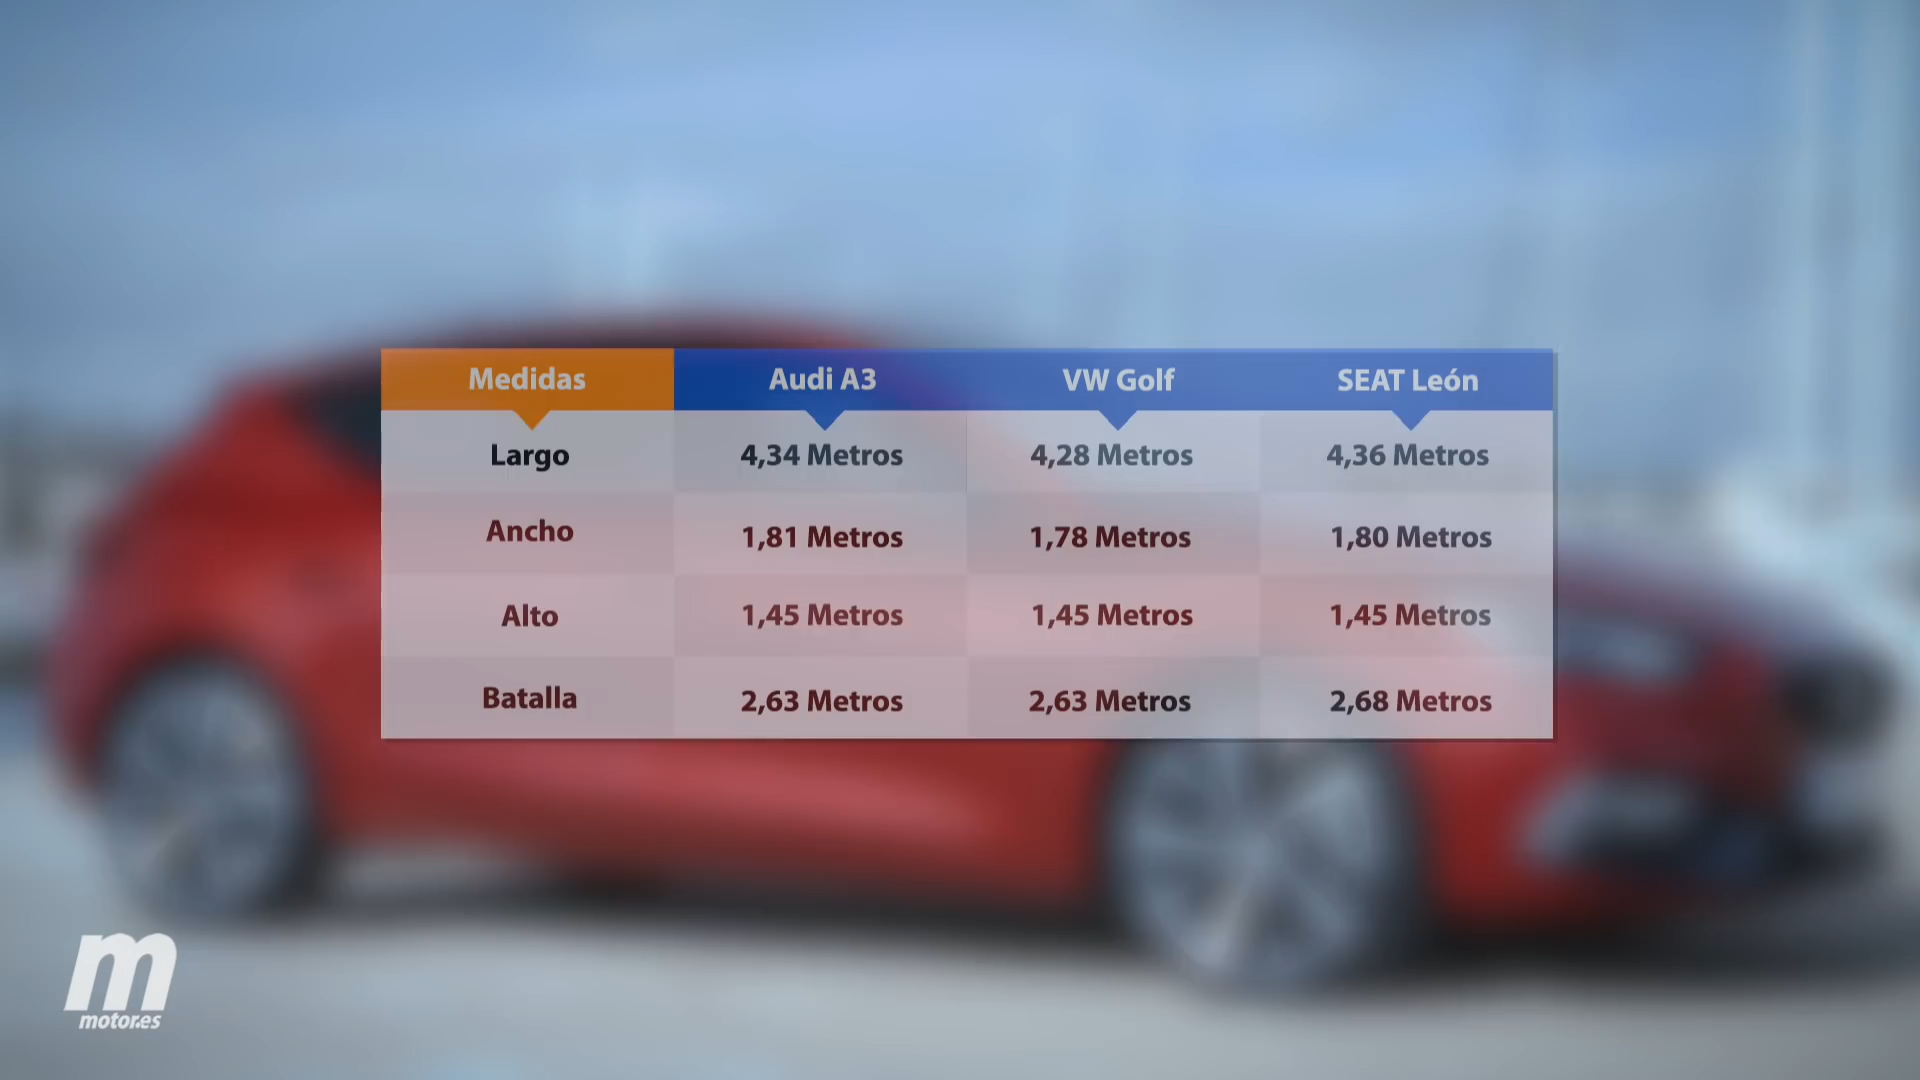 Medidas Audi A3 VW Golf SEAT León
Largo 4,34 Metros 4,28 Metros 4,36 Metros
Ancho 1,81 Metros 1,78 Metros 1,80 Metros
Alto 1,45 Metros 1,45 Metros 1,45 Metros
Batalla 2,63 Metros 2,63 Metros 2,68 Metros
m
motor.es